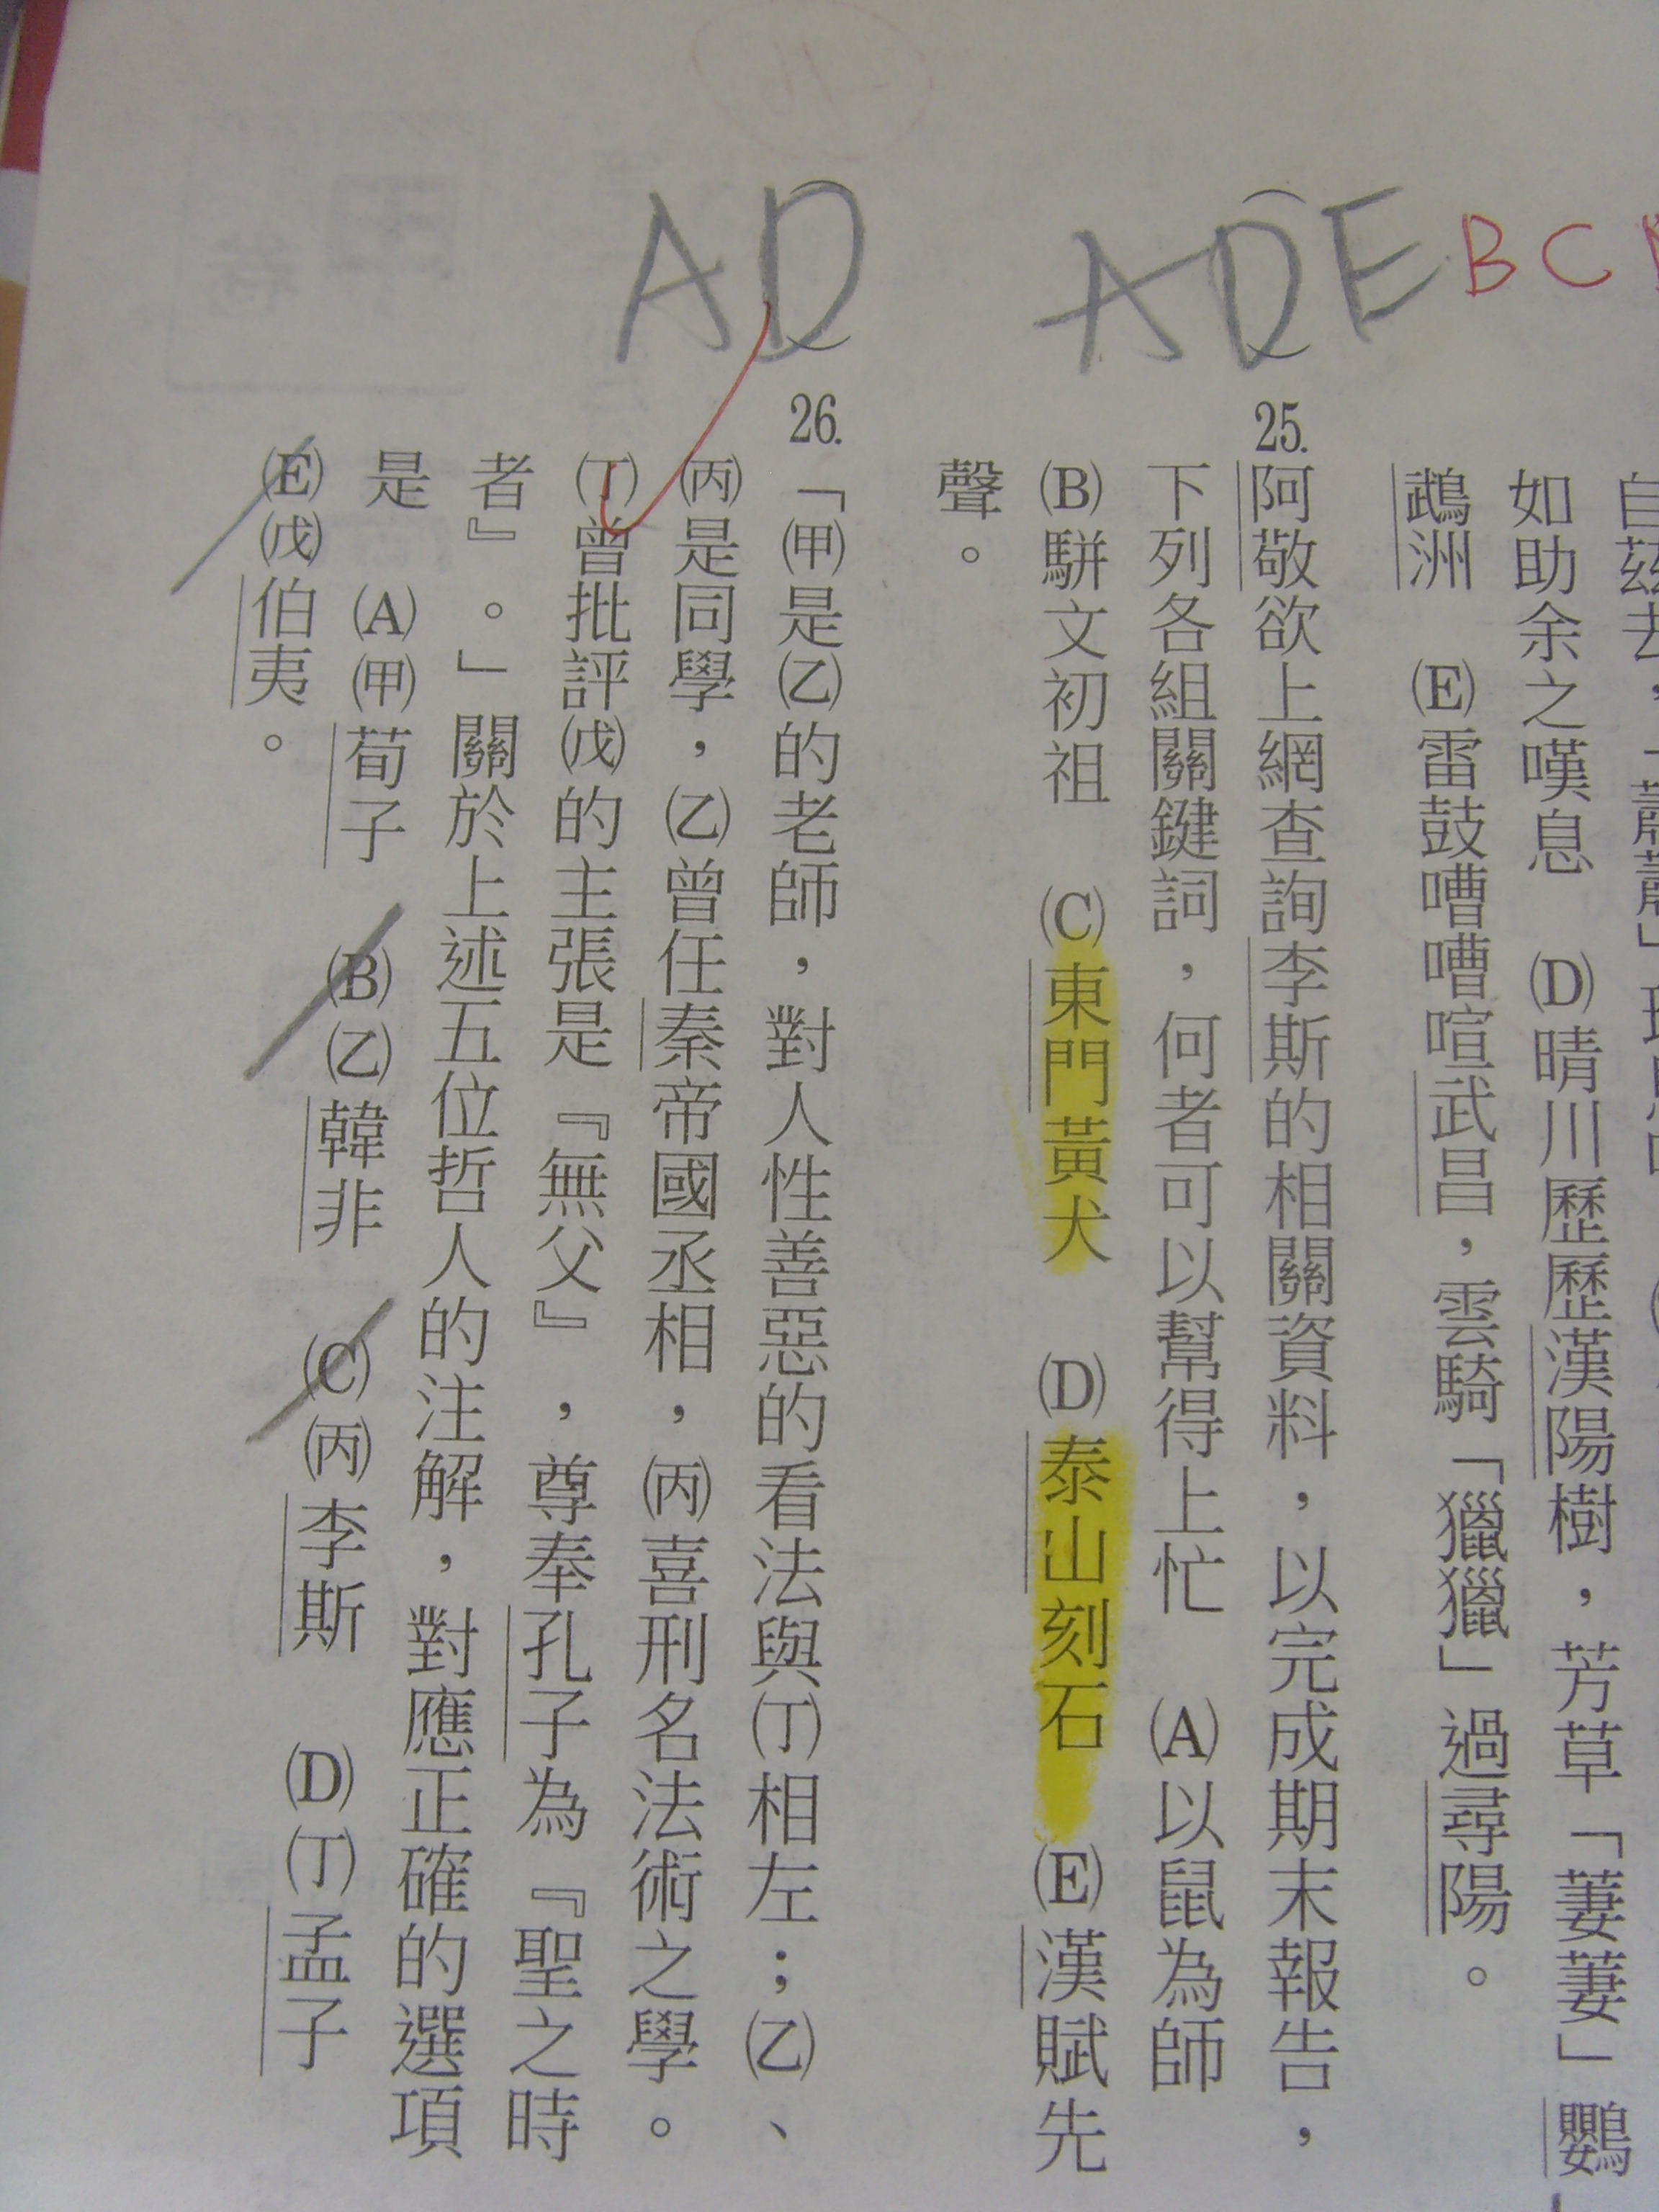 自茲去，「蕭蕭」班
如助余之嘆息　(D)晴川歷歷漢陽樹，芳草「萋萋」鸚
鵡洲　(E)雷鼓嘈嘈喧武昌，雲騎「獵獵」過尋陽。
ADE BC
25.阿敬欲上網查詢李斯的相關資料，以完成期末報告，
下列各組關鍵詞，何者可以幫得上忙　(A)以鼠為師
(B)駢文初祖　(C)東門黃犬　(D)泰山刻石　(E)漢賦先
聲。
AD
26.「(甲)是(乙)的老師，對人性善惡的看法與(丁)相左；(乙)、
(丙)是同學，(乙)曾任秦帝國丞相，(丙)喜刑名法術之學。
(丁)曾批評(戊)的主張是『無父』，尊奉孔子為『聖之時
者』。」關於上述五位哲人的注解，對應正確的選項
是　(A)(甲)荀子　(B)(乙)韓非　(C)(丙)李斯　(D)(丁)孟子
(E)(戊)伯夷。